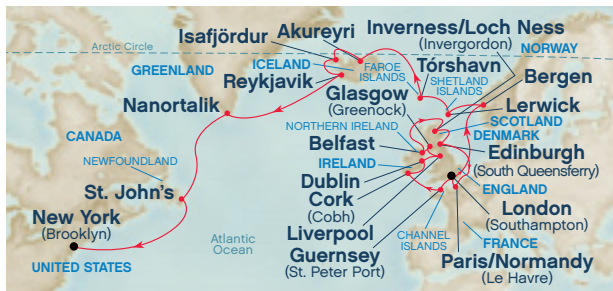 Arctic Circle
Isafjördur
Akureyri
Inverness/Loch Ness
(Invergordon)
NORWAY
GREENLAND
ICELAND
FAROE
ISLANDS
Tórshavn
Reykjavik
SHETLAND
ISLANDS
Bergen
Nanortalik
Glasgow
(Greenock)
Lerwick
SCOTLAND
CANADA
NORTHERN IRELAND
DENMARK
Belfast
Edinburgh
(South Queensferry)
NEWFOUNDLAND
IRELAND
Dublin
ENGLAND
St. John's
Cork
(Cobh)
London
(Southampton)
New York
(Brooklyn)
Atlantic
Ocean
Liverpool
CHANNEL
ISLANDS
FRANCE
Guernsey
(St. Peter Port)
Paris/Normandy
(Le Havre)
UNITED STATES